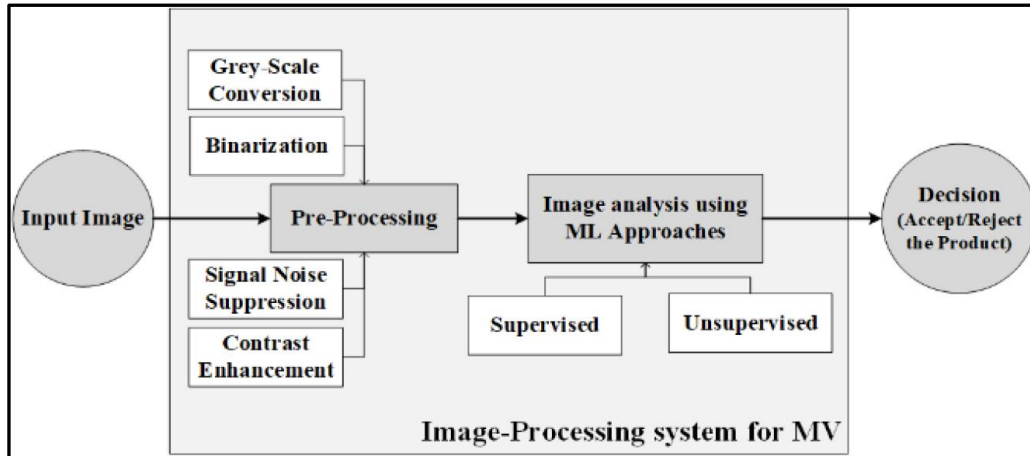 Grey-Scale
Conversion
Binarization
Input Image
Pre-Processing
Image analysis using
ML Approaches
Decision
(Accept/Reject
the Product)
Signal Noise
Suppression
Contrast
Enhancement
Supervised
Unsupervised
Image-Processing system for MV